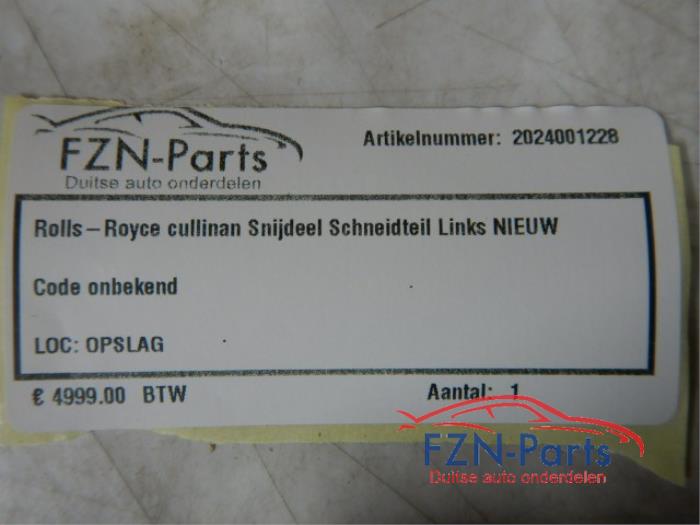 FZN-Parts
Duitse auto onderdelen
Artikelnummer: 2024001228
Rolls-Royce cullinan Snijdeel Schneidteil Links NIEUW
Code onbekend
LOC: OPSLAG
€ 4999.00 BTW
Aantal: 1
FZN-Parts
Duitse auto onderdelen